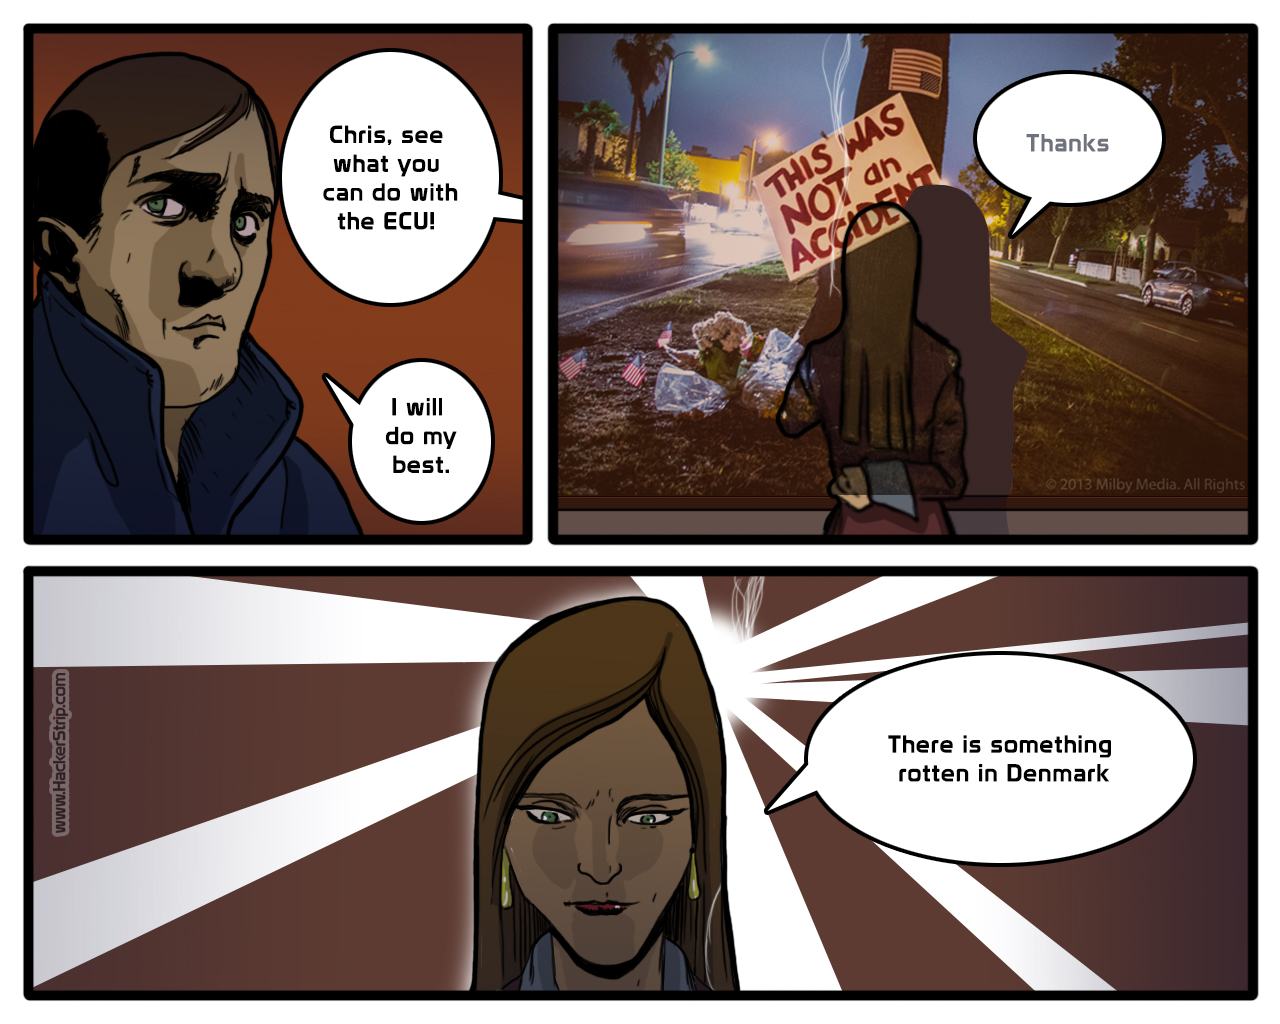 Chris, see
what you
can do with
the ECU!
I will
do my
best.
THIS WAS
NOT an
ACCIDENT
Thanks
© 2013 Milby Media. All Rights
There is something
rotten in Denmark
www.HackerStrip.com